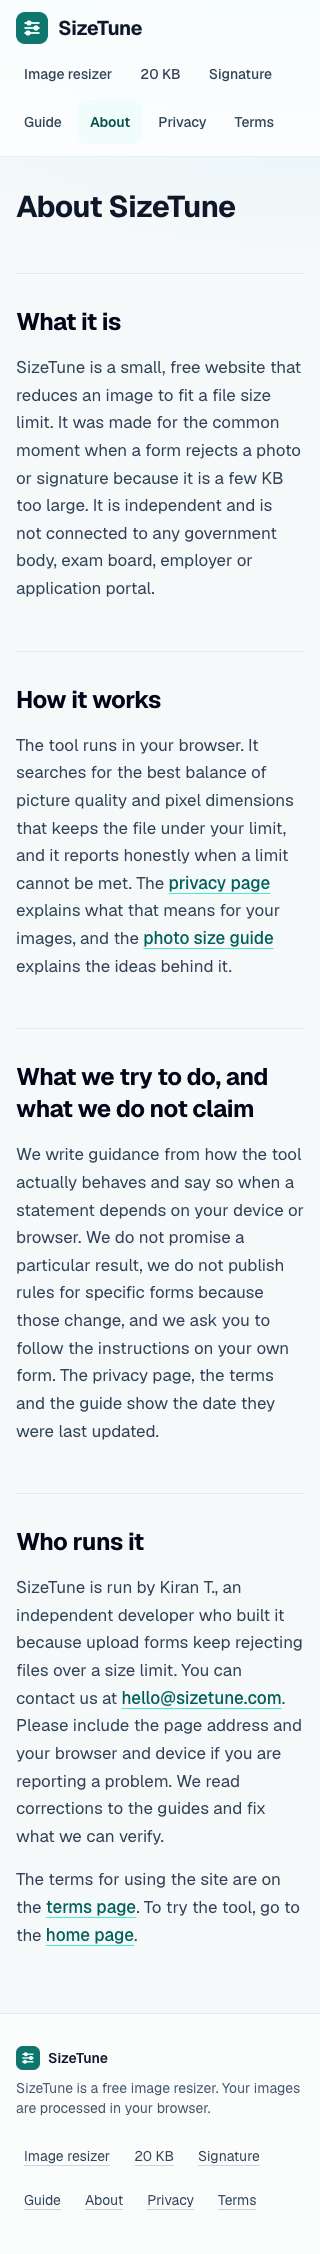 SizeTune
Image resizer 20 KB Signature
Guide About Privacy Terms
About SizeTune
What it is
SizeTune is a small, free website that
reduces an image to fit a file size
limit. It was made for the common
moment when a form rejects a photo
or signature because it is a few KB
too large. It is independent and is
not connected to any government
body, exam board, employer or
application portal.
How it works
The tool runs in your browser. It
searches for the best balance of
picture quality and pixel dimensions
that keeps the file under your limit,
and it reports honestly when a limit
cannot be met. The privacy page
explains what that means for your
images, and the photo size guide
explains the ideas behind it.
What we try to do, and
what we do not claim
We write guidance from how the tool
actually behaves and say so when a
statement depends on your device or
browser. We do not promise a
particular result, we do not publish
rules for specific forms because
those change, and we ask you to
follow the instructions on your own
form. The privacy page, the terms
and the guide show the date they
were last updated.
Who runs it
SizeTune is run by Kiran T., an
independent developer who built it
because upload forms keep rejecting
files over a size limit. You can
contact us at hello@sizetune.com.
Please include the page address and
your browser and device if you are
reporting a problem. We read
corrections to the guides and fix
what we can verify.
The terms for using the site are on
the terms page. To try the tool, go to
the home page.
SizeTune
SizeTune is a free image resizer. Your images
are processed in your browser.
Image resizer 20 KB Signature
Guide About Privacy Terms